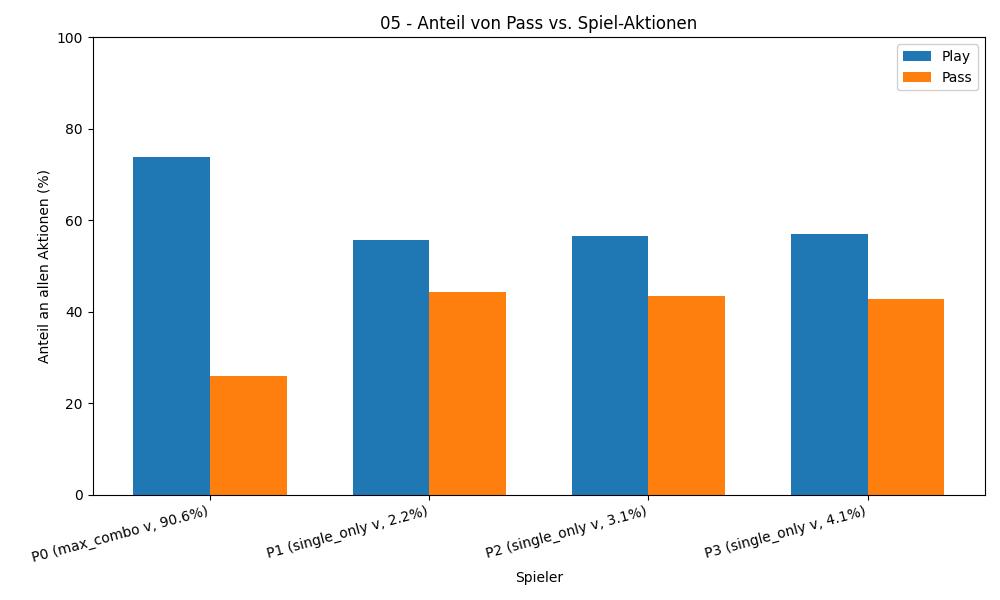 05 - Anteil von Pass vs. Spiel-Aktionen
Play
Pass
Anteil an allen Aktionen (%)
100
80
60
40
20
0
P0 (max_combo v, 90.6%)
P1 (single_only v, 2.2%)
P2 (single_only v, 3.1%)
P3 (single_only v, 4.1%)
Spieler